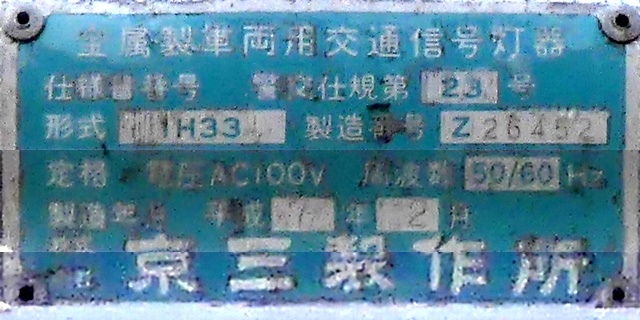 金属製車両用交通信号灯器
仕様書番号 警交仕規第 23 号
形式 1H33 製造番号 Z26452
定格 電圧AC100V 周波数 50/60 Hz
製造年月 平成 7 年 2 月
京三製作所